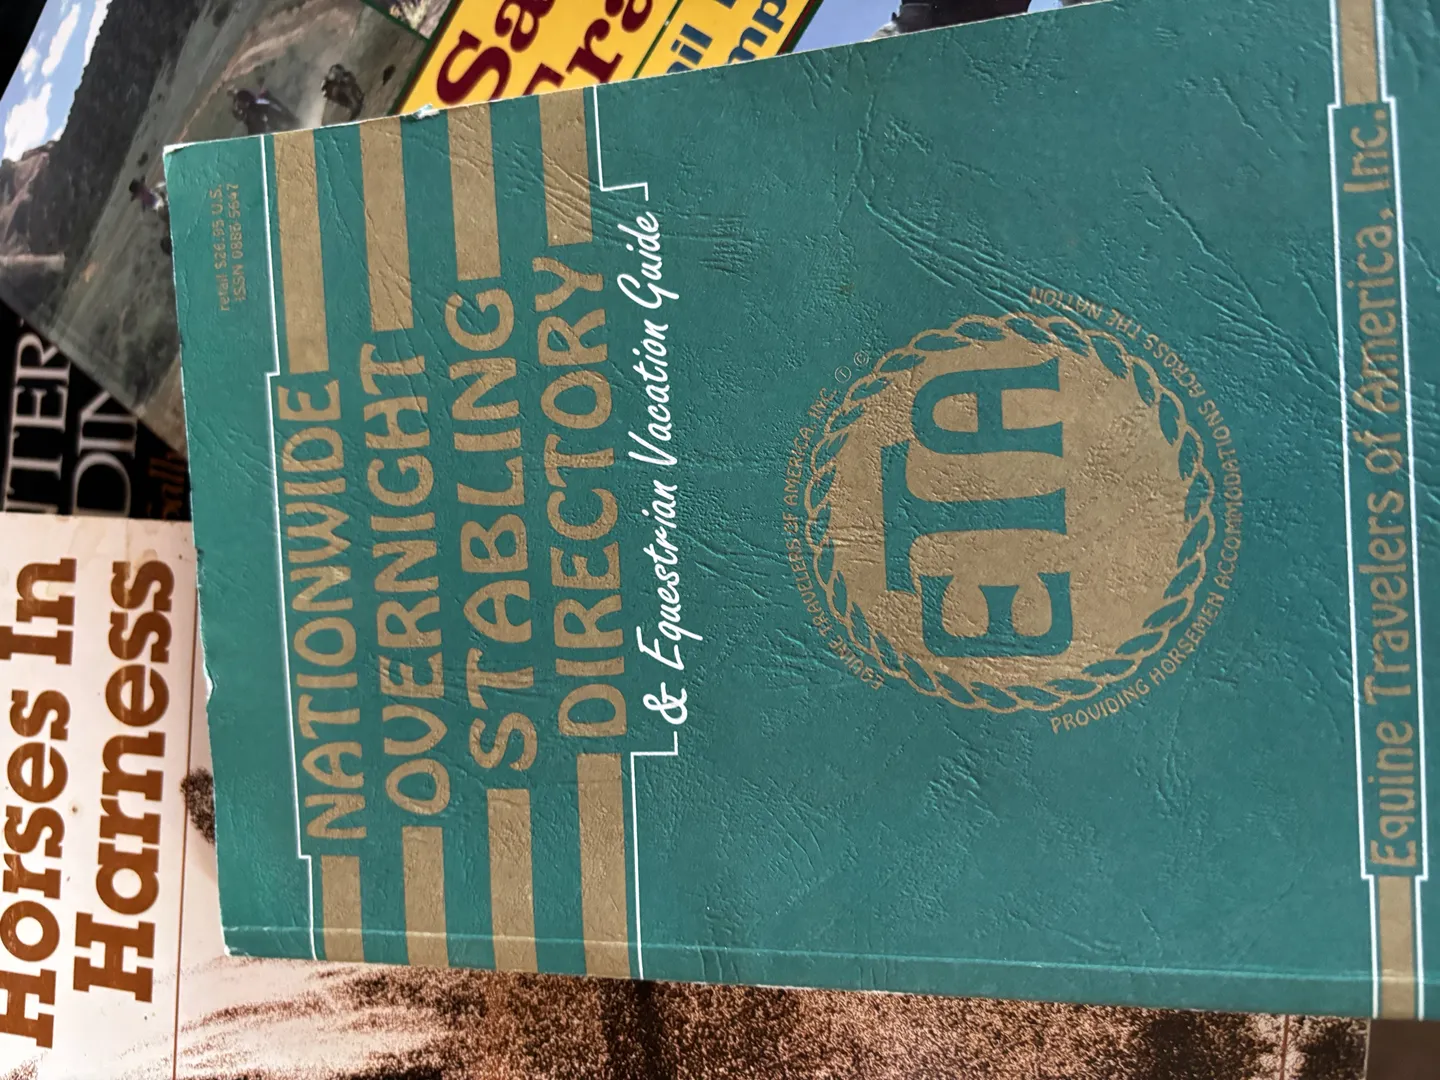 retail $26.95 U.S.
ISSN 0886 5647
NATIONWIDE
OVERNIGHT
STABLING
DIRECTORY
& Equestrian Vacation Guide
EQUINE TRAVELERS OF AMERICA, INC.
ETA
PROVIDING HORSEMEN ACCOMMODATIONS ACROSS THE NATION
Equine Travelers of America, Inc.
Horses In
Harness